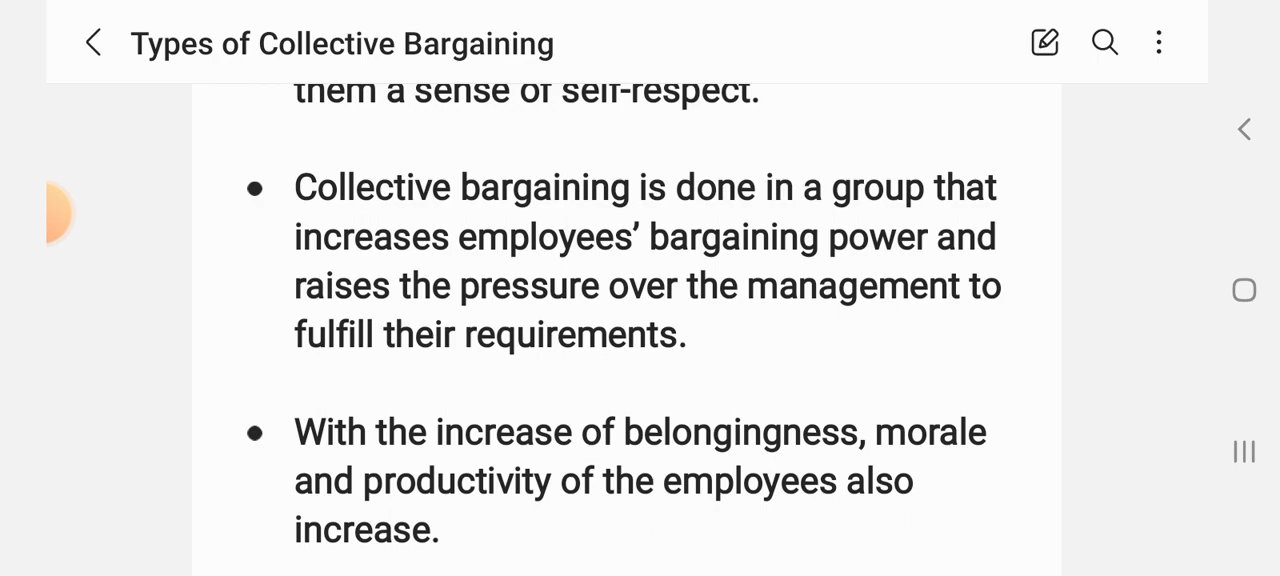 Types of Collective Bargaining
them a sense of self-respect.
Collective bargaining is done in a group that
increases employees’ bargaining power and
raises the pressure over the management to
fulfill their requirements.
With the increase of belongingness, morale
and productivity of the employees also
increase.